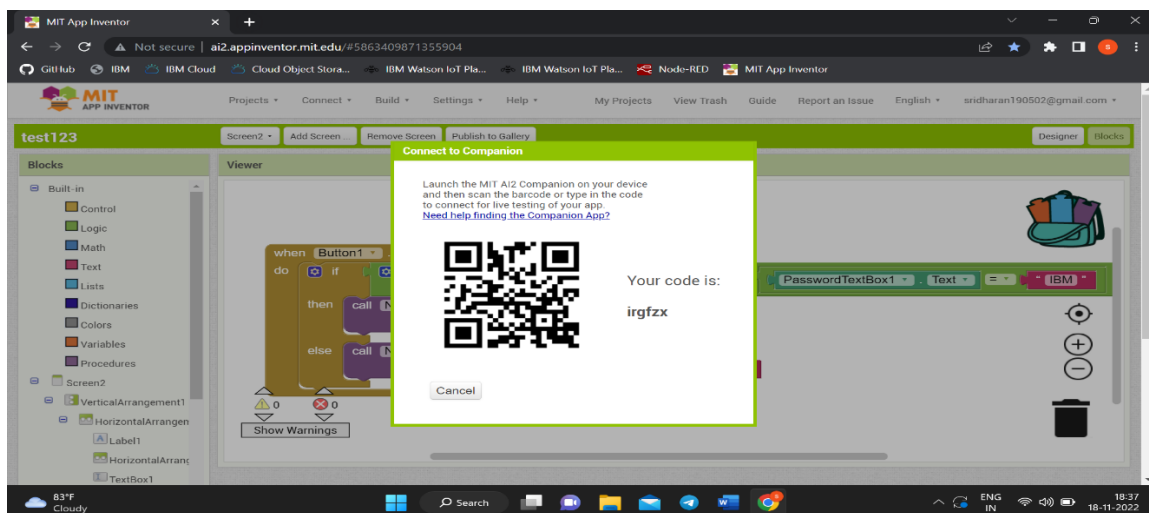 MIT App Inventor
Not secure | ai2.appinventor.mit.edu/#5863409871355904
GitHub IBM IBM Cloud Cloud Object Stora... IBM Watson IoT Pla... IBM Watson IoT Pla... Node-RED MIT App Inventor
MIT
APP INVENTOR
Projects Connect Build Settings Help My Projects View Trash Guide Report an Issue English sridharan190502@gmail.com
test123 Screen2 Add Screen ... Remove Screen Publish to Gallery Designer Blocks
Connect to Companion
Blocks Viewer
Built-in
Control
Logic
Math
Text
Lists
Dictionaries
Colors
Variables
Procedures
Screen2
VerticalArrangement1
HorizontalArrangen
Label1
HorizontalArrang
TextBox1
when Button1 .
do if
then call
else call
0 0
Show Warnings
Launch the MIT AI2 Companion on your device
and then scan the barcode or type in the code
to connect for live testing of your app.
Need help finding the Companion App?
Your code is:
irgfzx
Cancel
PasswordTextBox1 . Text = " IBM "
83°F
Cloudy
Search
ENG
IN
18:37
18-11-2022